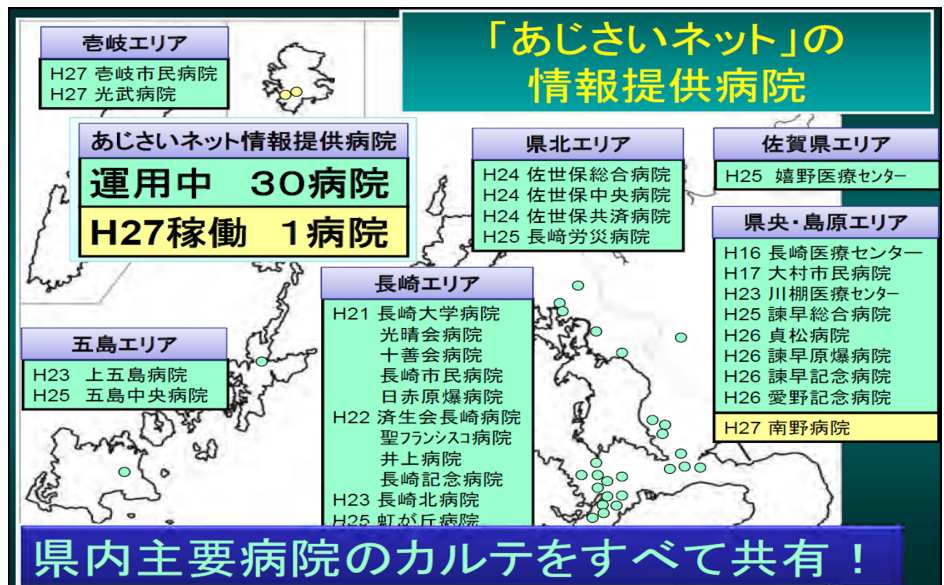 「あじさいネット」の
情報提供病院
壱岐エリア
H27 壱岐市民病院
H27 光武病院
あじさいネット情報提供病院
運用中 30病院
H27稼働 1病院
県北エリア
H24 佐世保総合病院
H24 佐世保中央病院
H24 佐世保共済病院
H25 長崎労災病院
佐賀県エリア
H25 嬉野医療センター
県央・島原エリア
H16 長崎医療センター
H17 大村市民病院
H23 川棚医療センター
H25 諫早総合病院
H26 貞松病院
H26 諫早原爆病院
H26 諫早記念病院
H26 愛野記念病院
H27 南野病院
長崎エリア
H21 長崎大学病院
光晴会病院
十善会病院
長崎市民病院
日赤原爆病院
H22 済生会長崎病院
聖フランシスコ病院
井上病院
長崎記念病院
H23 長崎北病院
H25 虹が丘病院
五島エリア
H23 上五島病院
H25 五島中央病院
県内主要病院のカルテをすべて共有！